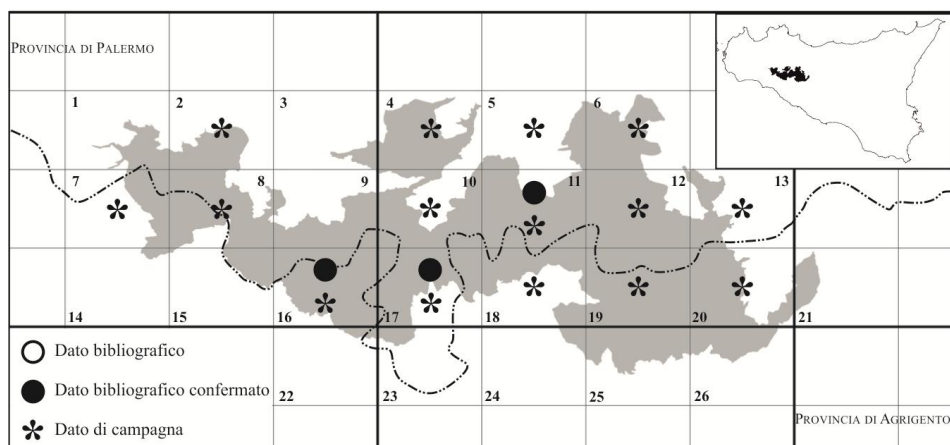 PROVINCIA DI PALERMO
1 2 3 4 5 6
7 8 9 10 11 12 13
14 15 16 17 18 19 20 21
Dato bibliografico
Dato bibliografico confermato
22 23 24 25 26
PROVINCIA DI AGRIGENTO
Dato di campagna